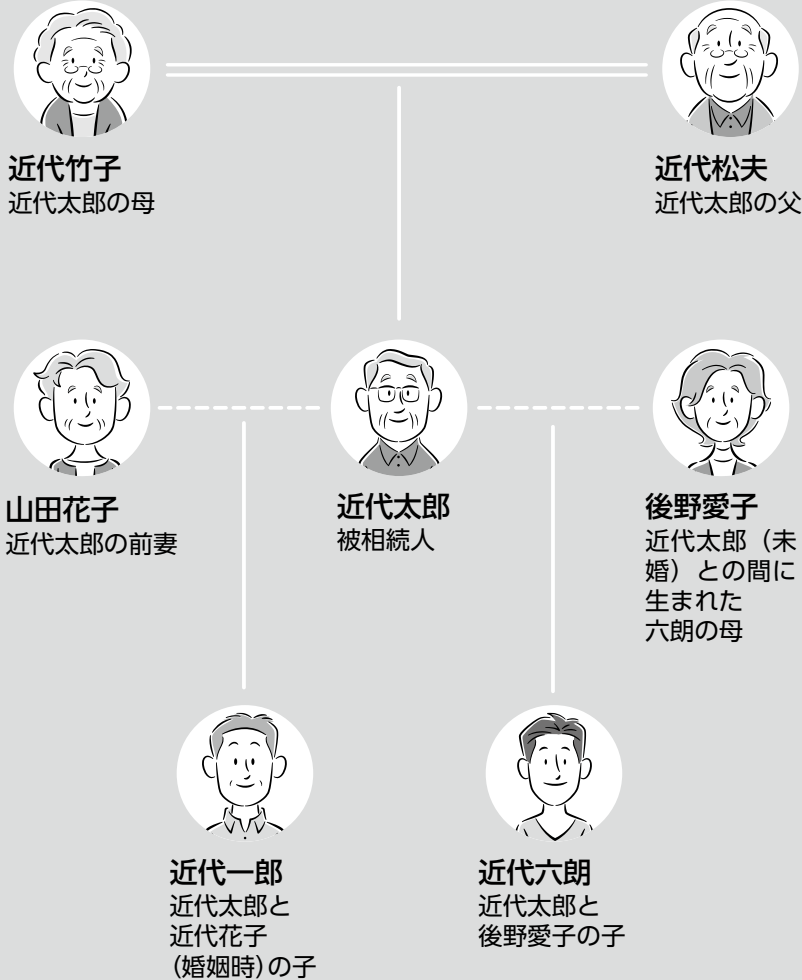 近代竹子
近代太郎の母
近代松夫
近代太郎の父
山田花子
近代太郎の前妻
近代太郎
被相続人
後野愛子
近代太郎（未
婚）との間に
生まれた
六朗の母
近代一郎
近代太郎と
近代花子
（婚姻時）の子
近代六朗
近代太郎と
後野愛子の子